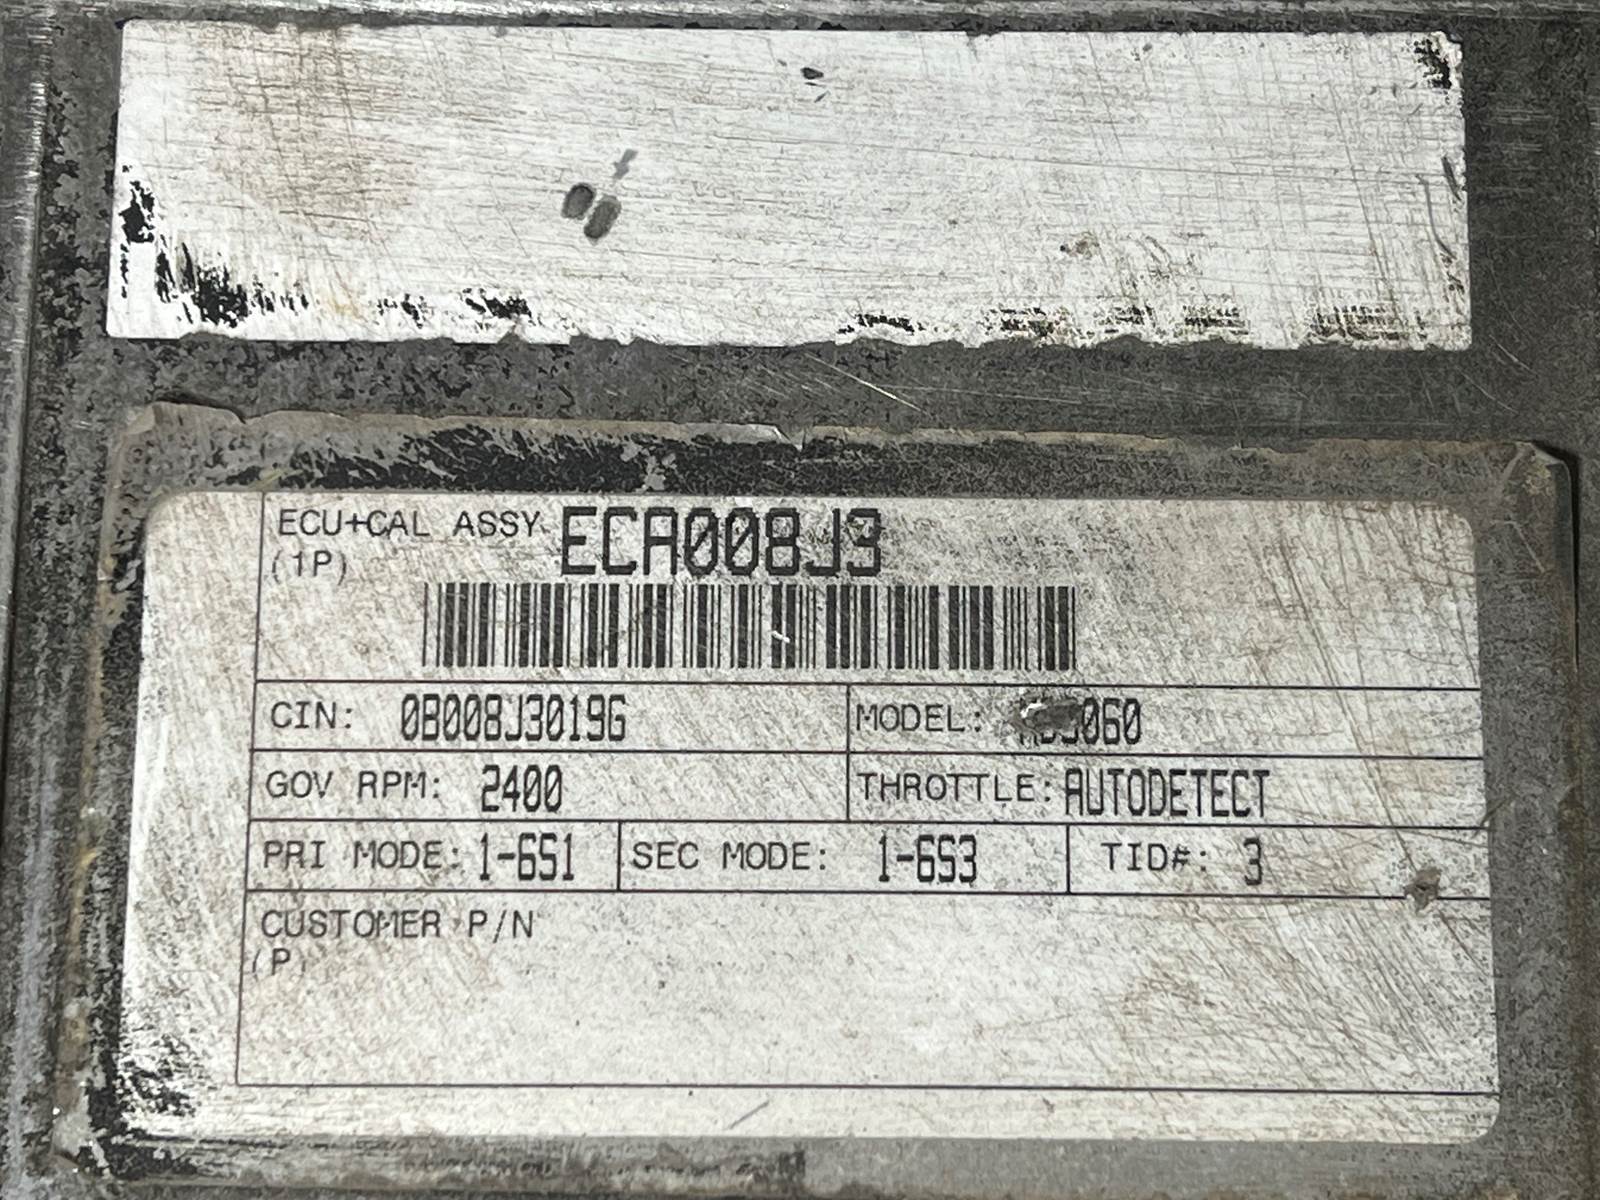 ECU+CAL ASSY ECA008J3
(1P)
CIN: 0B008J3019G
MODEL:
GOV RPM: 2400
THROTTLE: AUTODETECT
PRI MODE: 1-6S1
SEC MODE: 1-6S3
TID#: 3
CUSTOMER P/N
(P)